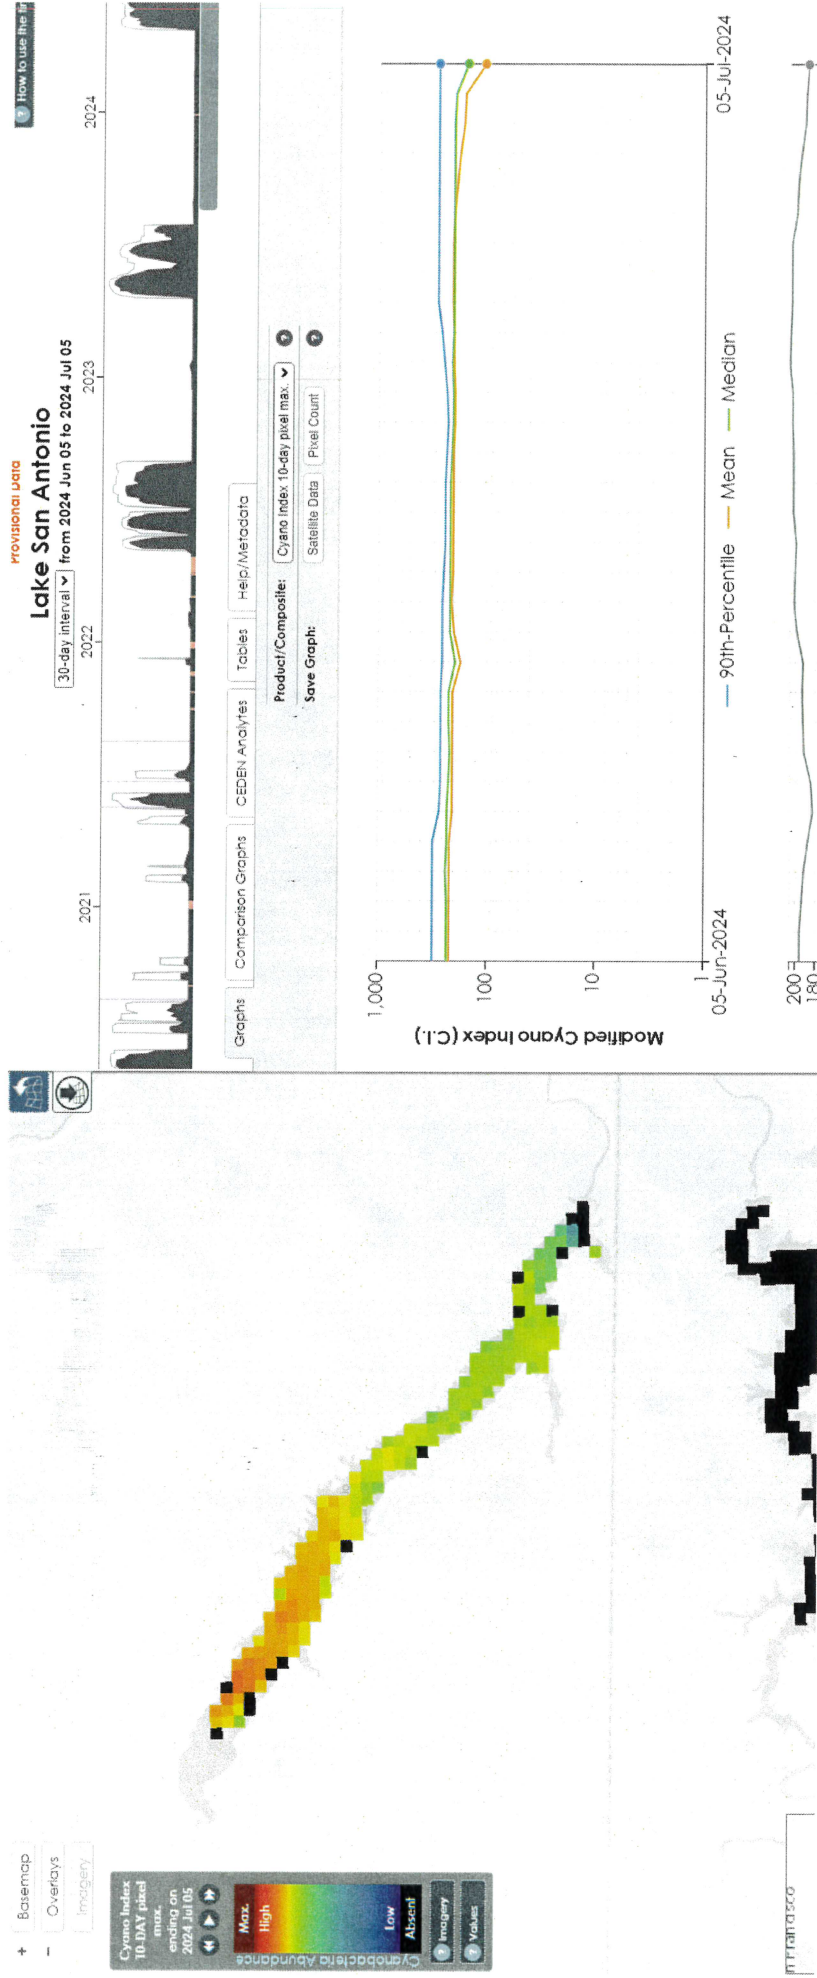 + Basemap
− Overlays
Imagery
Cyano Index
10-DAY pixel
max.
ending on
2024 Jul 05
Cyanobacteria Abundance
Max.
High
Low
Absent
? Imagery
? Values
Provisional Data
? How to use the
Lake San Antonio
30-day interval from 2024 Jun 05 to 2024 Jul 05
2021 2022 2023 2024
Graphs Comparison Graphs CEDEN Analytes Tables Help/Metadata
Product/Composite: Cyano Index 10-day pixel max. ?
Save Graph: Satellite Data Pixel Count ?
Modified Cyano Index (C.I.)
1,000
100
10
1
05-Jun-2024 05-Jul-2024
90th-Percentile Mean Median
200
180